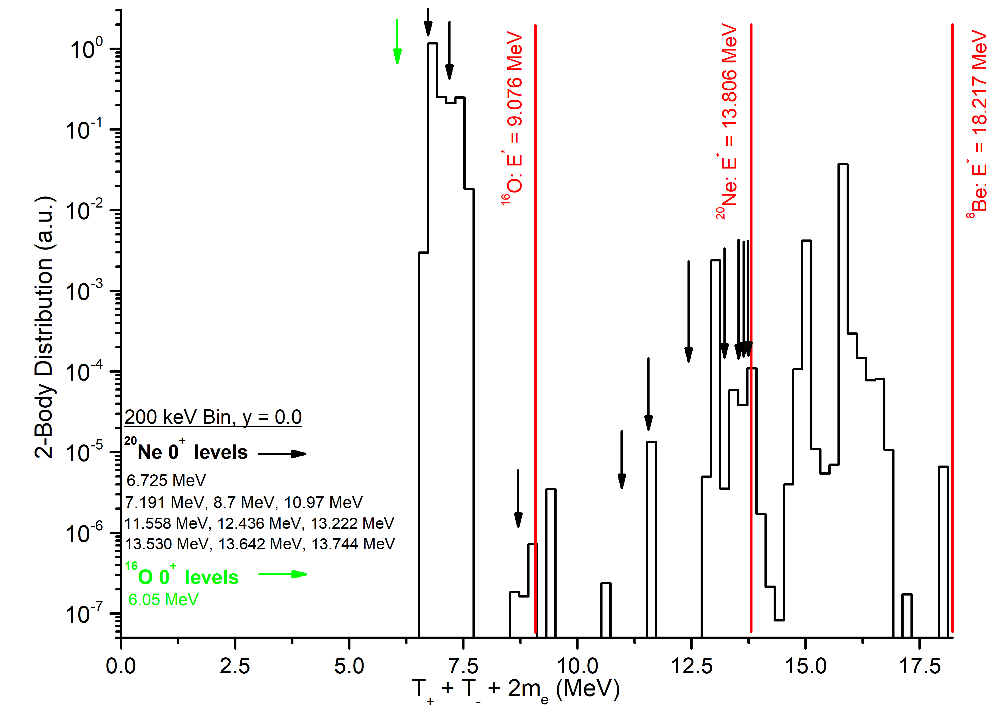 10^0
10^-1
10^-2
10^-3
10^-4
10^-5
10^-6
10^-7
2-Body Distribution (a.u.)
^16O: E^* = 9.076 MeV
^20Ne: E^* = 13.806 MeV
^8Be: E^* = 18.217 MeV
200 keV Bin, y = 0.0
^20Ne 0^+ levels
6.725 MeV
7.191 MeV, 8.7 MeV, 10.97 MeV
11.558 MeV, 12.436 MeV, 13.222 MeV
13.530 MeV, 13.642 MeV, 13.744 MeV
^16O 0^+ levels
6.05 MeV
0.0 2.5 5.0 7.5 10.0 12.5 15.0 17.5
T_+ + T_- + 2m_e (MeV)